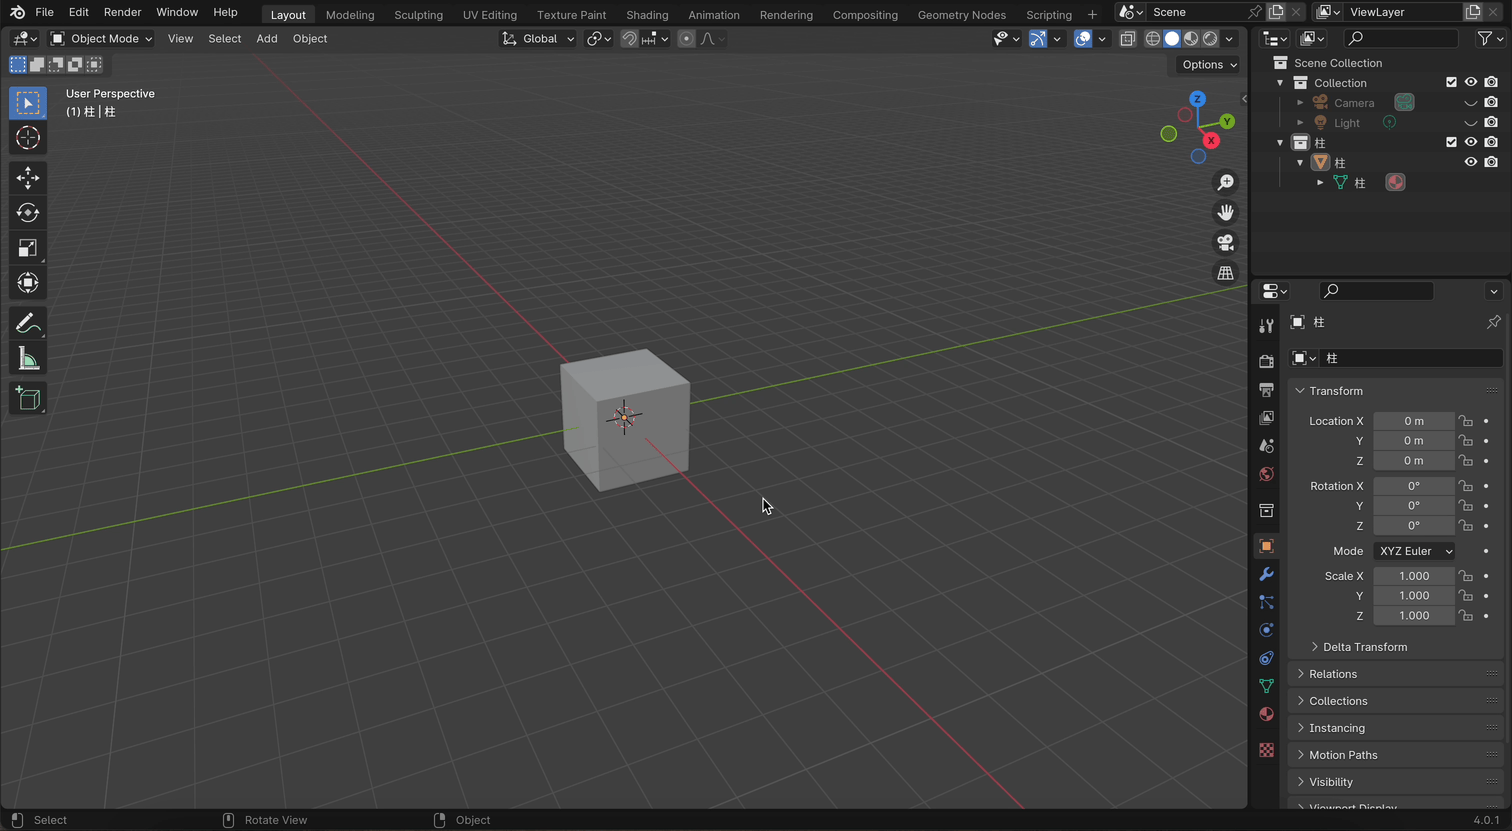 File Edit Render Window Help Layout Modeling Sculpting UV Editing Texture Paint Shading Animation Rendering Compositing Geometry Nodes Scripting + Scene ViewLayer
Object Mode View Select Add Object Global
Options
User Perspective
(1) 柱 | 柱
Z
Y
X
Scene Collection
Collection
Camera
Light
柱
柱
柱
柱
柱
Transform
Location X 0 m
Y 0 m
Z 0 m
Rotation X 0°
Y 0°
Z 0°
Mode XYZ Euler
Scale X 1.000
Y 1.000
Z 1.000
Delta Transform
Relations
Collections
Instancing
Motion Paths
Visibility
Viewport Display
Select Rotate View Object 4.0.1